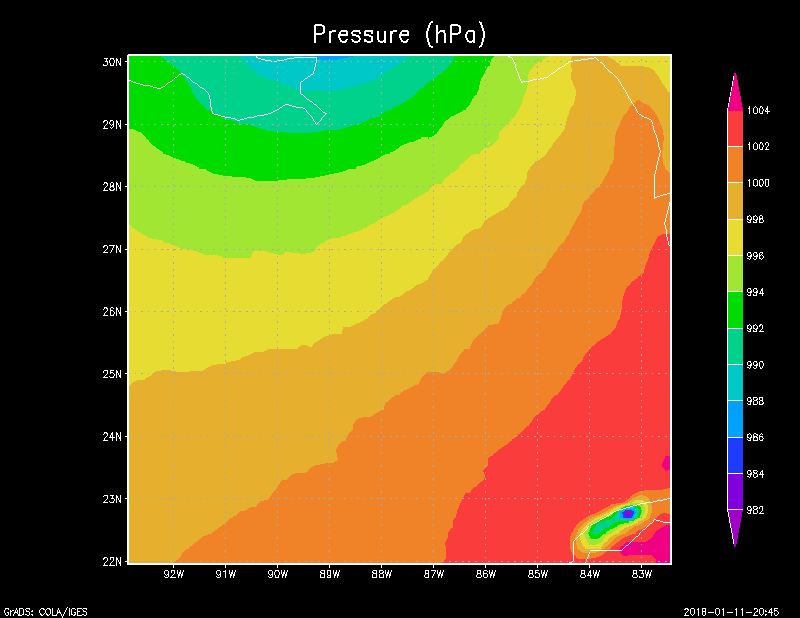 Pressure (hPa)
30N
29N
28N
27N
26N
25N
24N
23N
22N
92W 91W 90W 89W 88W 87W 86W 85W 84W 83W
1004
1002
1000
998
996
994
992
990
988
986
984
982
GrADS: COLA/IGES
2018-01-11-20:45